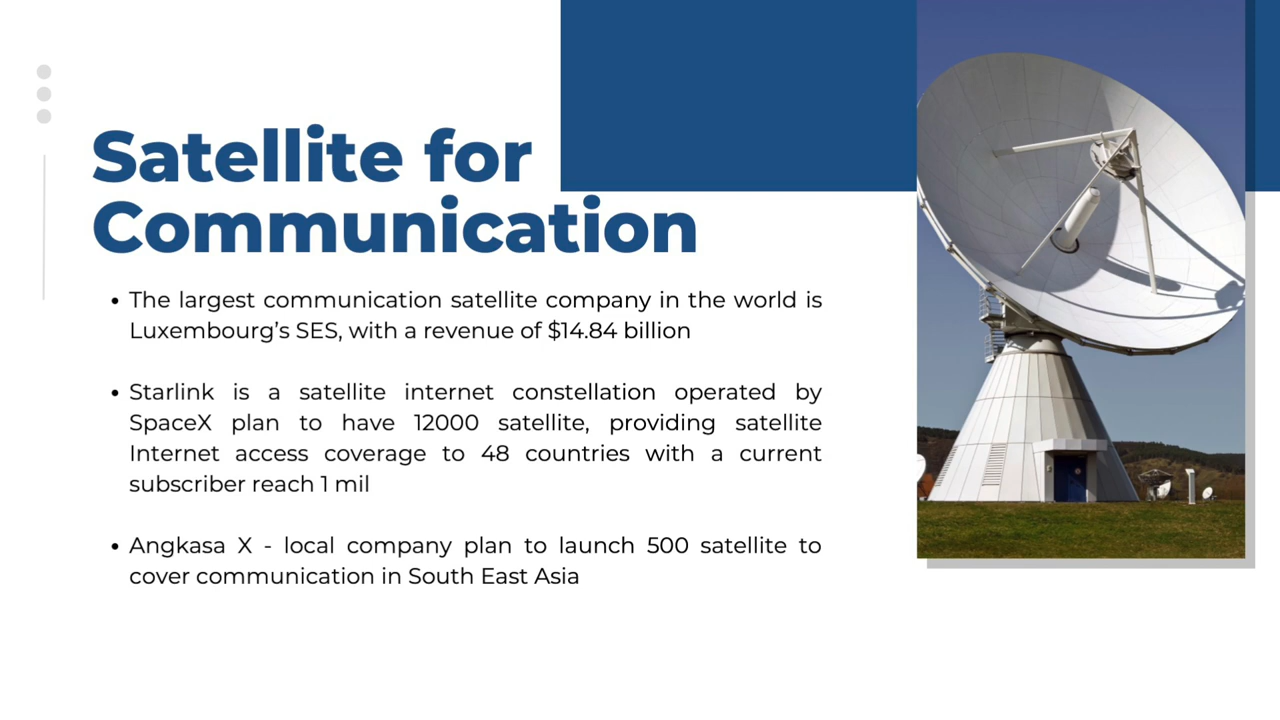 Satellite for
Communication
• The largest communication satellite company in the world is
Luxembourg’s SES, with a revenue of $14.84 billion
• Starlink is a satellite internet constellation operated by
SpaceX plan to have 12000 satellite, providing satellite
Internet access coverage to 48 countries with a current
subscriber reach 1 mil
• Angkasa X - local company plan to launch 500 satellite to
cover communication in South East Asia